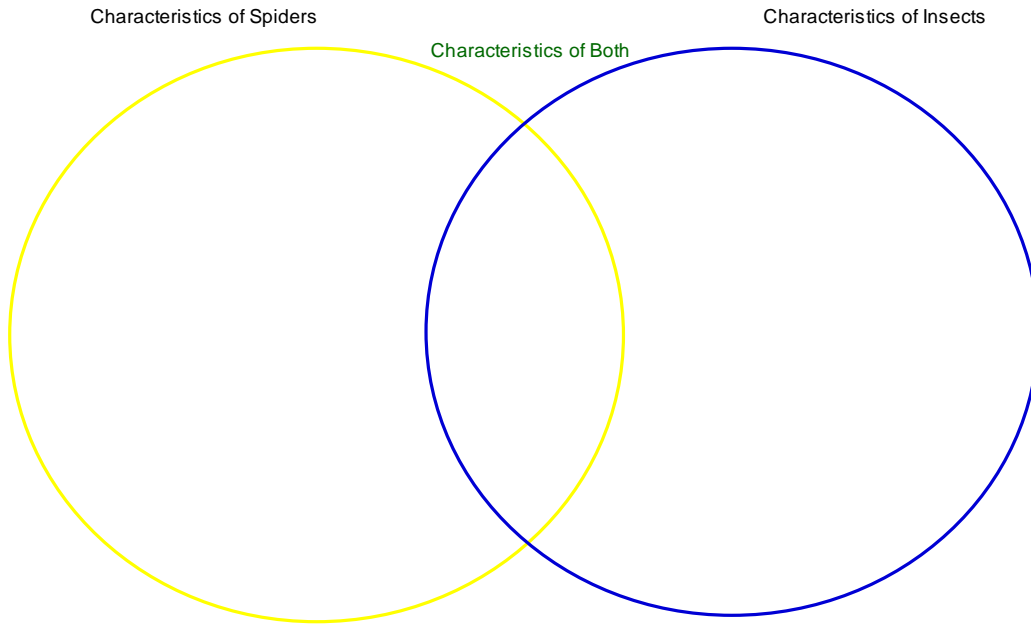 Characteristics of Spiders
Characteristics of Insects
Characteristics of Both